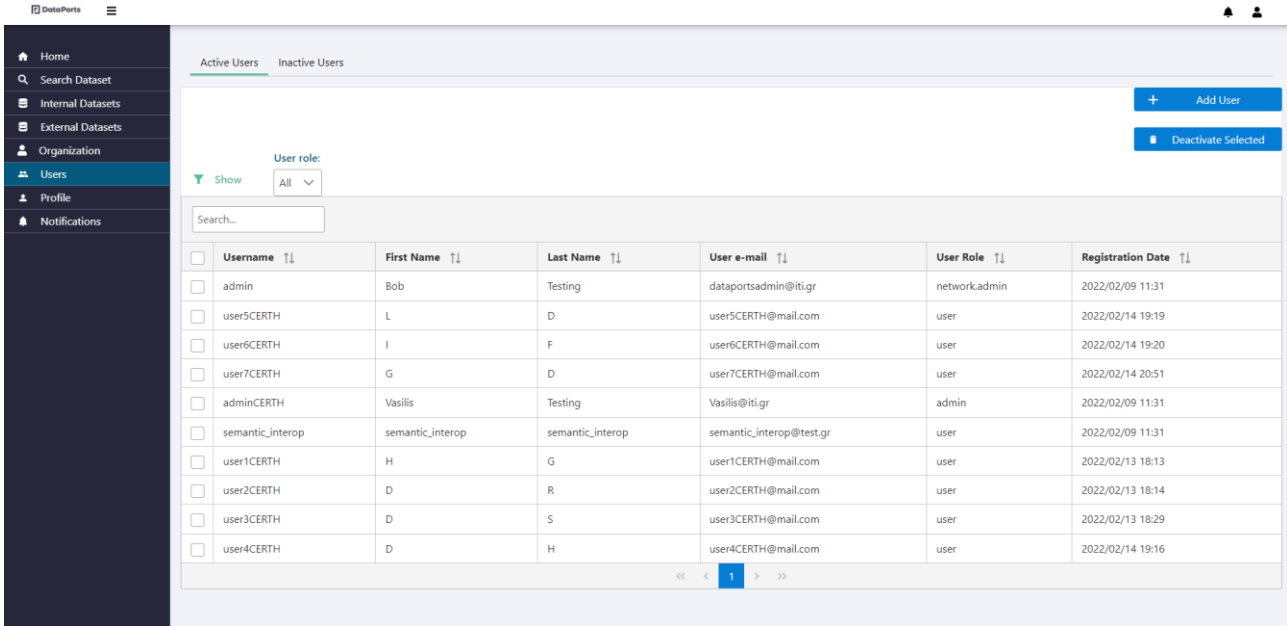 DataPorts
Home
Search Dataset
Internal Datasets
External Datasets
Organization
Users
Profile
Notifications
Active Users Inactive Users
Add User
Deactivate Selected
User role:
Show All
Search...
Username First Name Last Name User e-mail User Role Registration Date
admin Bob Testing dataportsadmin@iti.gr network.admin 2022/02/09 11:31
user5CERTH L D user5CERTH@mail.com user 2022/02/14 19:19
user6CERTH I F user6CERTH@mail.com user 2022/02/14 19:20
user7CERTH G D user7CERTH@mail.com user 2022/02/14 20:51
adminCERTH Vasilis Testing Vasilis@iti.gr admin 2022/02/09 11:31
semantic_interop semantic_interop semantic_interop semantic_interop@test.gr user 2022/02/09 11:31
user1CERTH H G user1CERTH@mail.com user 2022/02/13 18:13
user2CERTH D R user2CERTH@mail.com user 2022/02/13 18:14
user3CERTH D S user3CERTH@mail.com user 2022/02/13 18:29
user4CERTH D H user4CERTH@mail.com user 2022/02/14 19:16
<< < 1 > >>